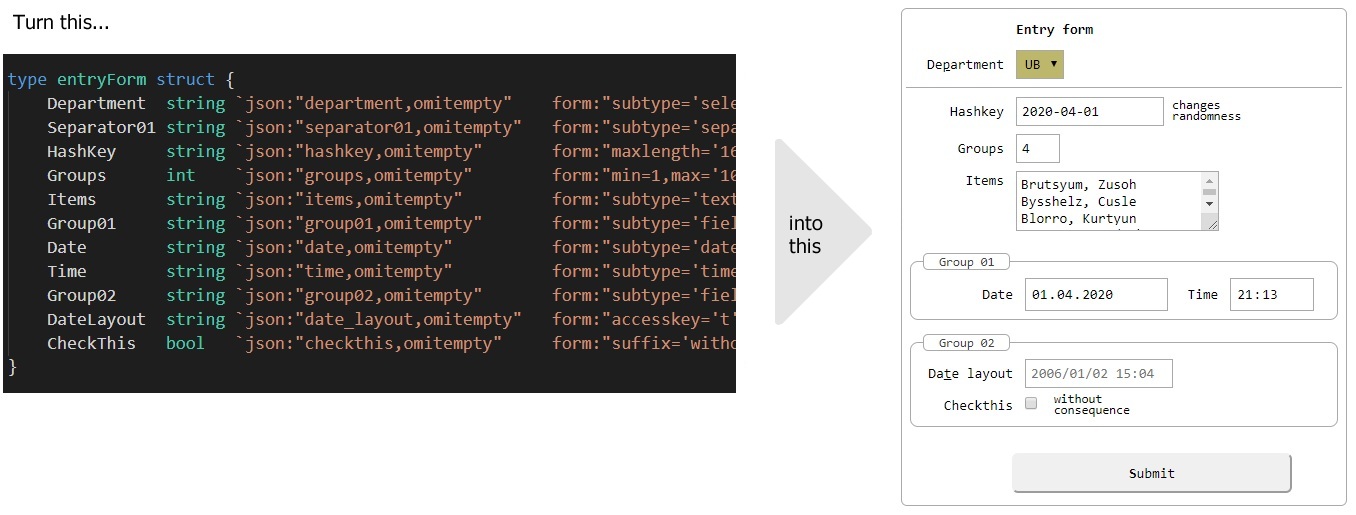 Turn this...
type entryForm struct {
Department string `json:"department,omitempty" form:"subtype='sele
Separator01 string `json:"separator01,omitempty" form:"subtype='sepa
HashKey string `json:"hashkey,omitempty" form:"maxlength='16
Groups int `json:"groups,omitempty" form:"min=1,max='10
Items string `json:"items,omitempty" form:"subtype='text
Group01 string `json:"group01,omitempty" form:"subtype='fiel
Date string `json:"date,omitempty" form:"subtype='date
Time string `json:"time,omitempty" form:"subtype='time
Group02 string `json:"group02,omitempty" form:"subtype='fiel
DateLayout string `json:"date_layout,omitempty" form:"accesskey='t'
CheckThis bool `json:"checkthis,omitempty" form:"suffix='witho
}
into
this
Entry form
Department UB
Hashkey 2020-04-01 changes
randomness
Groups 4
Items Brutsyum, Zusoh
Bysshelz, Cusle
Blorro, Kurtyun
Group 01
Date 01.04.2020 Time 21:13
Group 02
Date layout 2006/01/02 15:04
Checkthis without
consequence
Submit